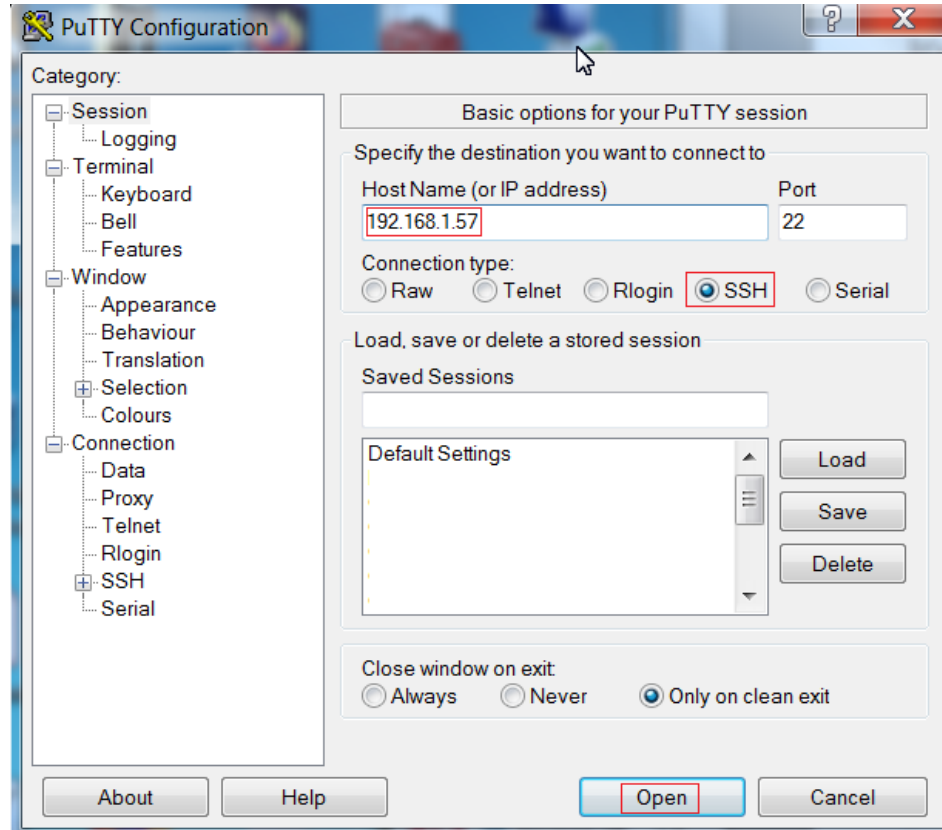 PuTTY Configuration
?
X
Category:
Session
Logging
Terminal
Keyboard
Bell
Features
Window
Appearance
Behaviour
Translation
Selection
Colours
Connection
Data
Proxy
Telnet
Rlogin
SSH
Serial
Basic options for your PuTTY session
Specify the destination you want to connect to
Host Name (or IP address) Port
192.168.1.57 22
Connection type:
Raw Telnet Rlogin SSH Serial
Load, save or delete a stored session
Saved Sessions
Default Settings
Load
Save
Delete
Close window on exit:
Always Never Only on clean exit
About Help Open Cancel